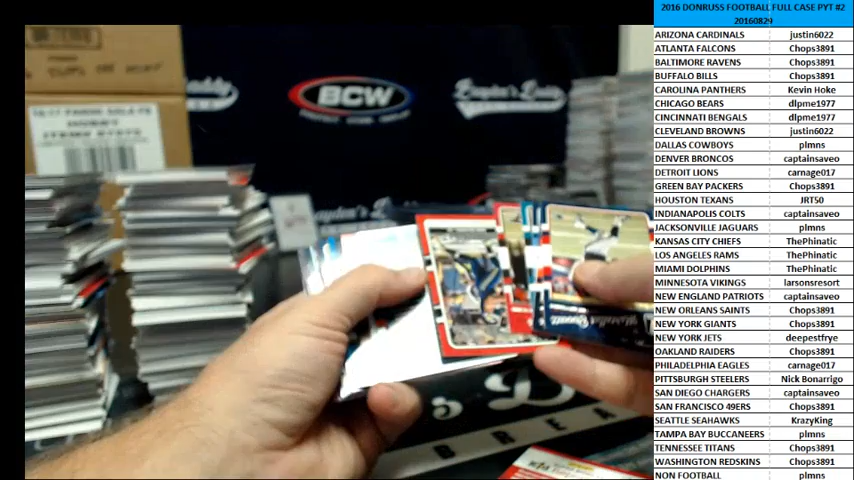 2016 DONRUSS FOOTBALL FULL CASE PYT #2
20160829
ARIZONA CARDINALS justin6022
ATLANTA FALCONS Chops3891
BALTIMORE RAVENS Chops3891
BUFFALO BILLS Chops3891
CAROLINA PANTHERS Kevin Hoke
CHICAGO BEARS dlpme1977
CINCINNATI BENGALS dlpme1977
CLEVELAND BROWNS justin6022
DALLAS COWBOYS plmns
DENVER BRONCOS captainsaveo
DETROIT LIONS carnage017
GREEN BAY PACKERS Chops3891
HOUSTON TEXANS JRT50
INDIANAPOLIS COLTS captainsaveo
JACKSONVILLE JAGUARS plmns
KANSAS CITY CHIEFS ThePhinatic
LOS ANGELES RAMS ThePhinatic
MIAMI DOLPHINS ThePhinatic
MINNESOTA VIKINGS larsonsresort
NEW ENGLAND PATRIOTS captainsaveo
NEW ORLEANS SAINTS Chops3891
NEW YORK GIANTS Chops3891
NEW YORK JETS deepestfrye
OAKLAND RAIDERS Chops3891
PHILADELPHIA EAGLES carnage017
PITTSBURGH STEELERS Nick Bonarrigo
SAN DIEGO CHARGERS captainsaveo
SAN FRANCISCO 49ERS Chops3891
SEATTLE SEAHAWKS KrazyKing
TAMPA BAY BUCCANEERS plmns
TENNESSEE TITANS Chops3891
WASHINGTON REDSKINS Chops3891
NON FOOTBALL plmns
BCW
BREA